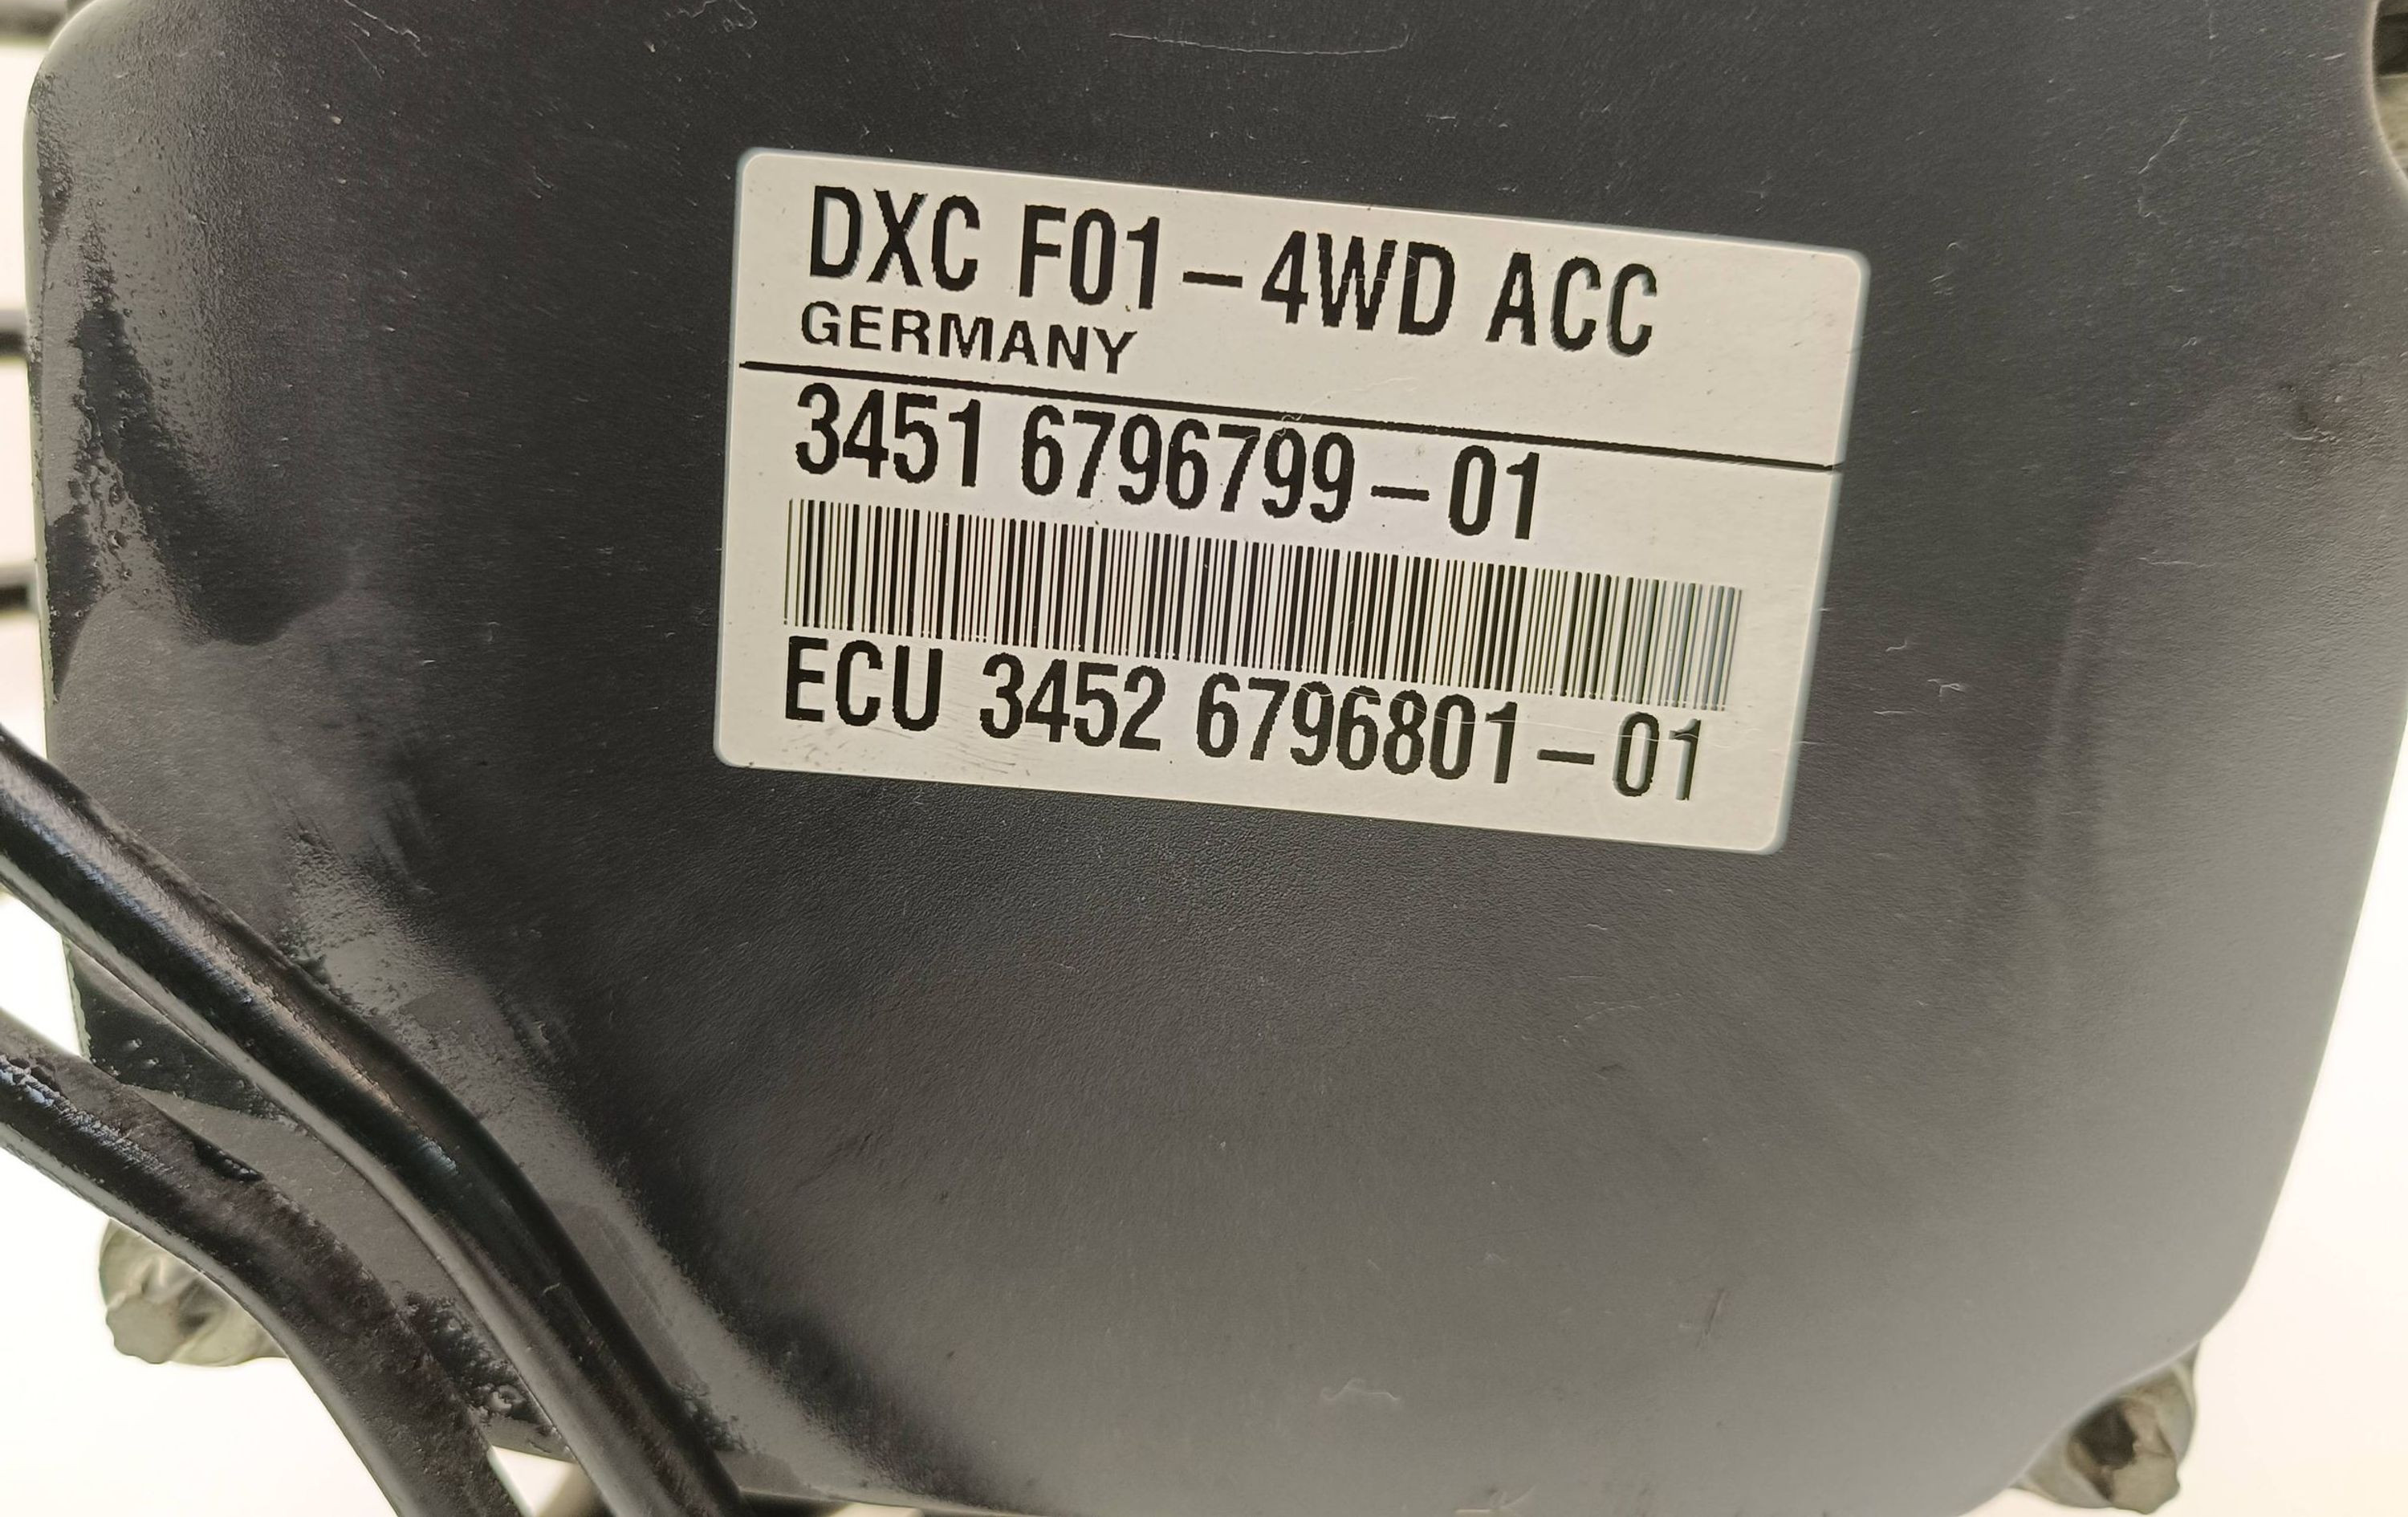 DXC F01-4WD ACC
GERMANY
3451 6796799-01
ECU 3452 6796801-01